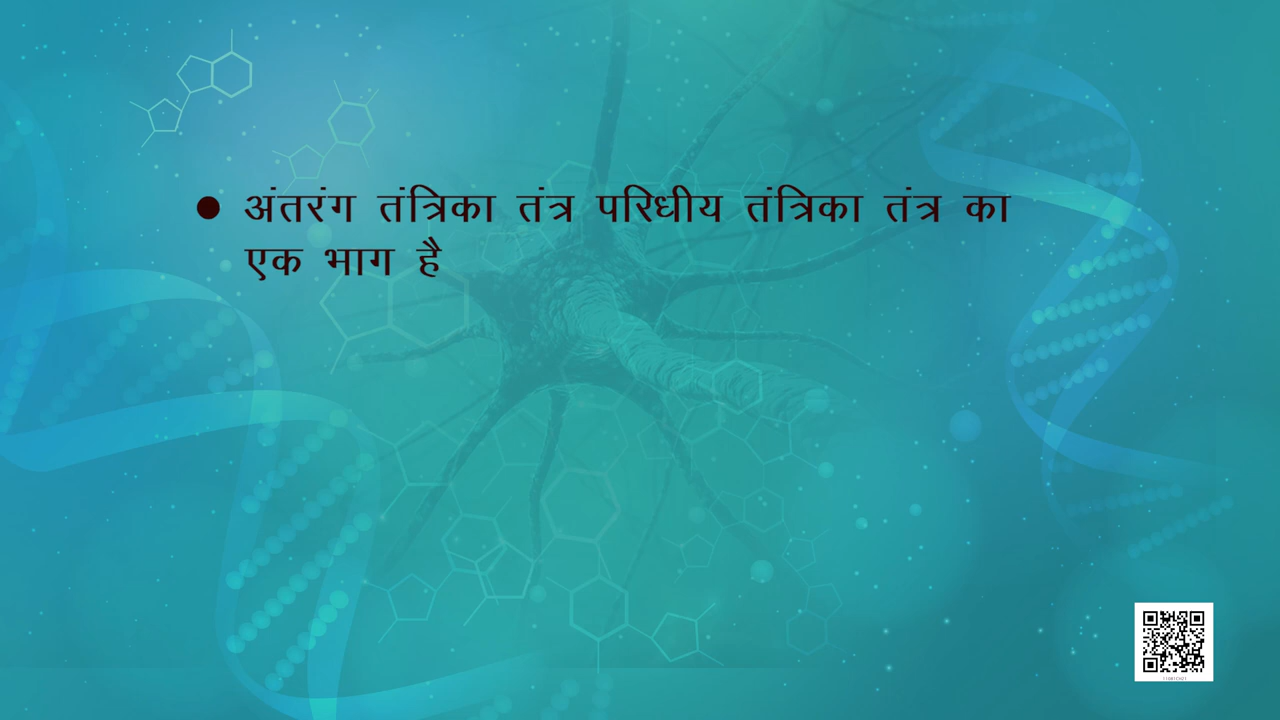 ● अंतरंग तंत्रिका तंत्र परिधीय तंत्रिका तंत्र का
एक भाग है